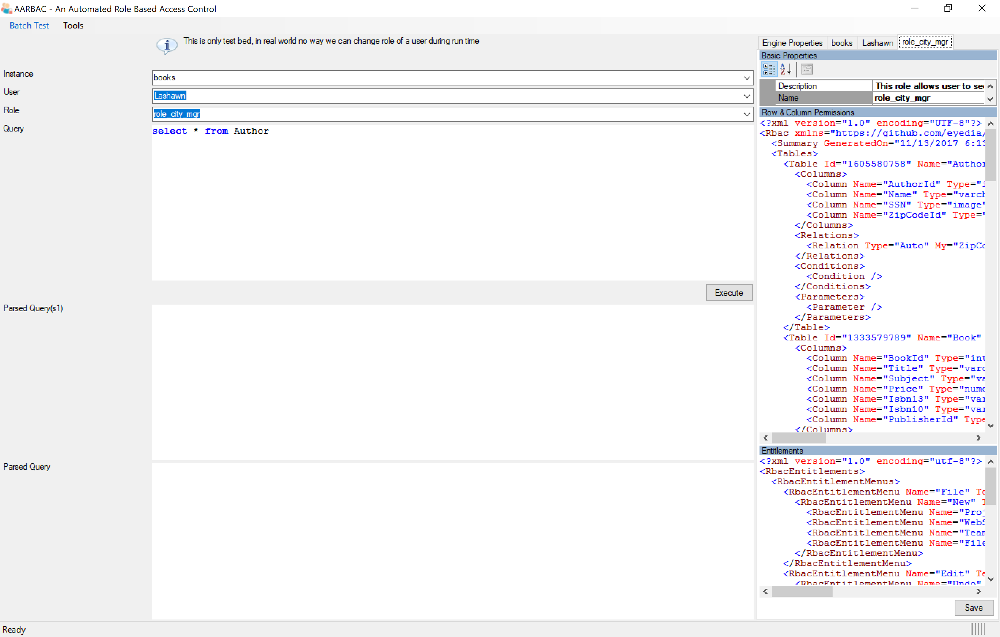 AARBAC - An Automated Role Based Access Control
Batch Test Tools
This is only test bed, in real world no way we can change role of a user during run time
Instance
books
User
Lashawn
Role
role_city_mgr
Query
select * from Author
Execute
Parsed Query(s1)
Parsed Query
Ready
Engine Properties books Lashawn role_city_mgr
Basic Properties
Description This role allows user to se
Name role_city_mgr
Row & Column Permissions
<?xml version="1.0" encoding="UTF-8"?>
<Rbac xmlns="https://github.com/eyedia/
<Summary GeneratedOn="11/13/2017 6:13
<Tables>
<Table Id="1605580758" Name="Author
<Columns>
<Column Name="AuthorId" Type="i
<Column Name="Name" Type="varch
<Column Name="SSN" Type="image"
<Column Name="ZipCodeId" Type="
</Columns>
<Relations>
<Relation Type="Auto" My="ZipCo
</Relations>
<Conditions>
<Condition />
</Conditions>
<Parameters>
<Parameter />
</Parameters>
</Table>
<Table Id="1333579789" Name="Book"
<Columns>
<Column Name="BookId" Type="int
<Column Name="Title" Type="varc
<Column Name="Subject" Type="va
<Column Name="Price" Type="nume
<Column Name="Isbn13" Type="var
<Column Name="Isbn10" Type="var
<Column Name="PublisherId" Type
</Columns>
Entitlements
<?xml version="1.0" encoding="utf-8"?>
<RbacEntitlements>
<RbacEntitlementMenus>
<RbacEntitlementMenu Name="File" Te
<RbacEntitlementMenu Name="New" T
<RbacEntitlementMenu Name="Proj
<RbacEntitlementMenu Name="WebS
<RbacEntitlementMenu Name="Team
<RbacEntitlementMenu Name="File
</RbacEntitlementMenu>
</RbacEntitlementMenu>
<RbacEntitlementMenu Name="Edit" Te
<RbacEntitlementMenu Name="Undo"
Save